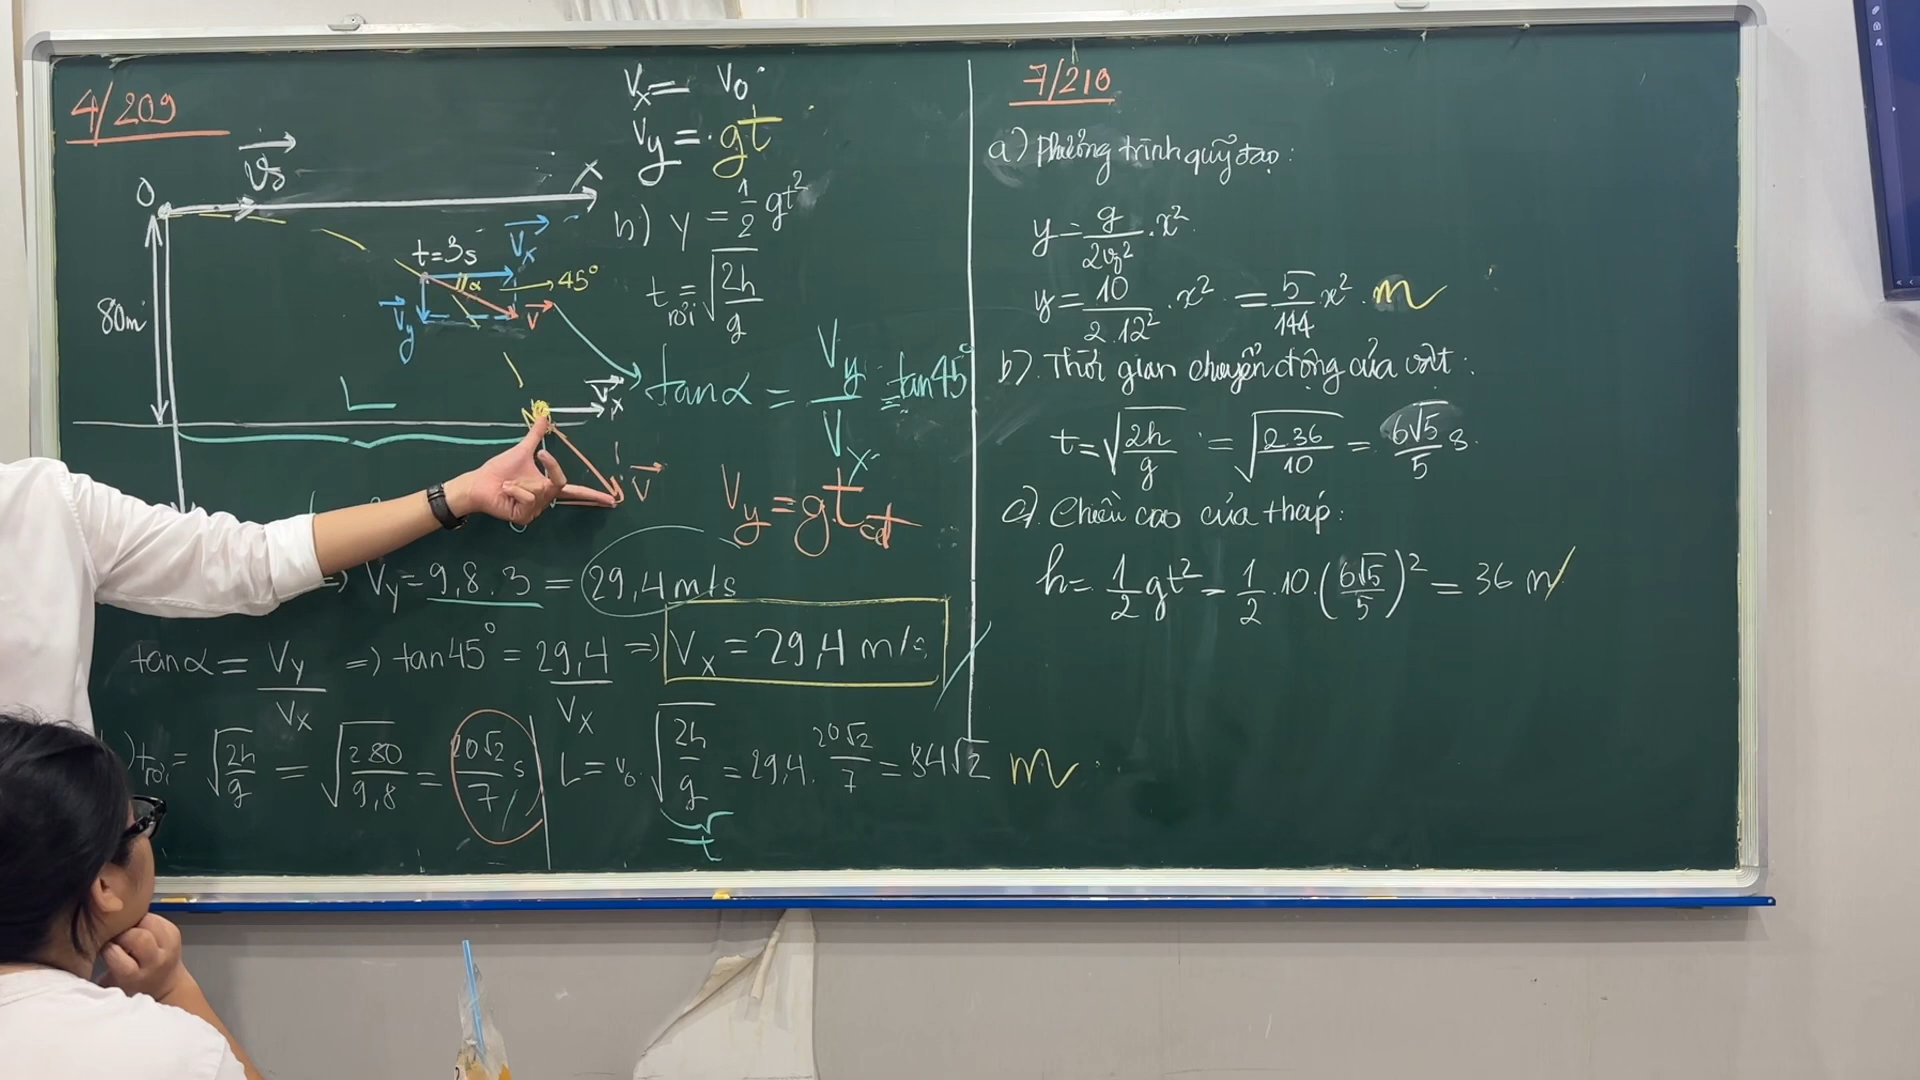 4/209
Vx = V0
Vy = gt
b) y = 1/2 gt²
t rơi = √(2h/g)
O
v0
x
t=3s
Vx
α
45°
Vy
V
80m
L
Vx
V
tanα = Vy/Vx = tan45°
Vy = g.t cđ
=> Vy = 9,8.3 = 29,4 m/s
tanα = Vy/Vx => tan45° = 29,4/Vx => Vx = 29,4 m/s
) t rơi = √(2h/g) = √(2.80/9,8) = 20√2/7 s
L = v0.√(2h/g) = 29,4. 20√2/7 = 84√2 m
t
7/210
a) Phương trình quỹ đạo:
y = g/2v0² .x²
y = 10/2.12² .x² = 5/144 x² m
b). Thời gian chuyển động của vật:
t = √(2h/g) = √(2.36/10) = 6√5/5 s.
c). Chiều cao của tháp:
h = 1/2 gt² = 1/2 .10.(6√5/5)² = 36 m